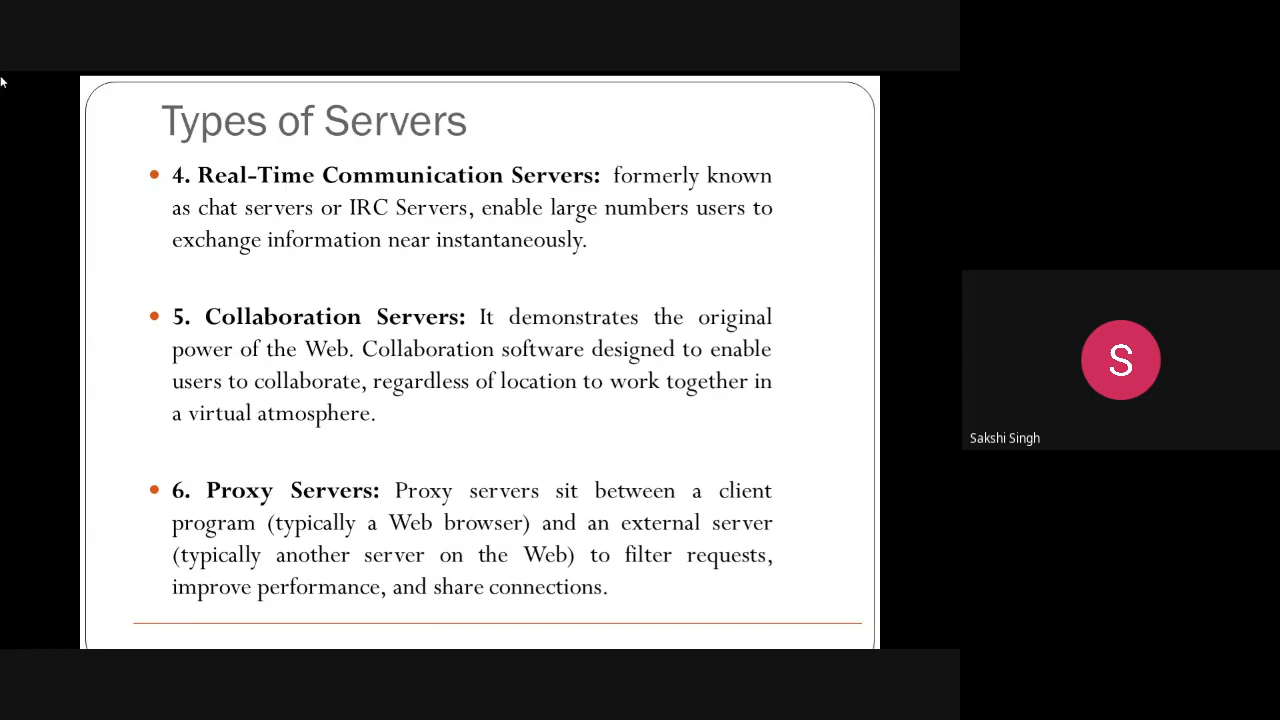 Types of Servers
• 4. Real-Time Communication Servers: formerly known
as chat servers or IRC Servers, enable large numbers users to
exchange information near instantaneously.
• 5. Collaboration Servers: It demonstrates the original
power of the Web. Collaboration software designed to enable
users to collaborate, regardless of location to work together in
a virtual atmosphere.
• 6. Proxy Servers: Proxy servers sit between a client
program (typically a Web browser) and an external server
(typically another server on the Web) to filter requests,
improve performance, and share connections.
S
Sakshi Singh